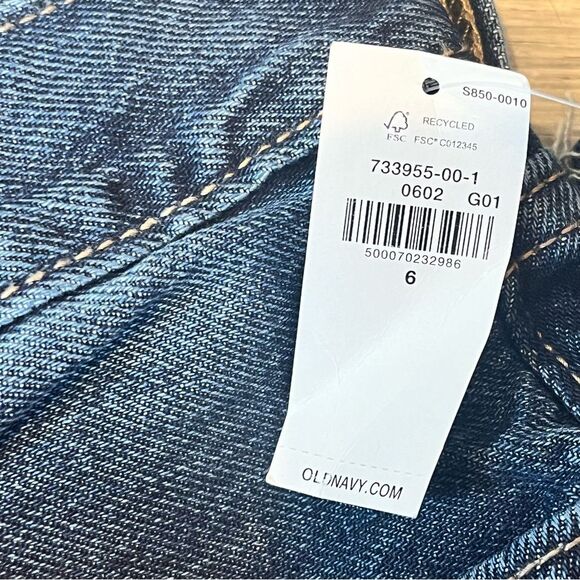 S850-0010
RECYCLED
FSC FSC® C012345
733955-00-1
0602 G01
500070232986
6
OLDNAVY.COM